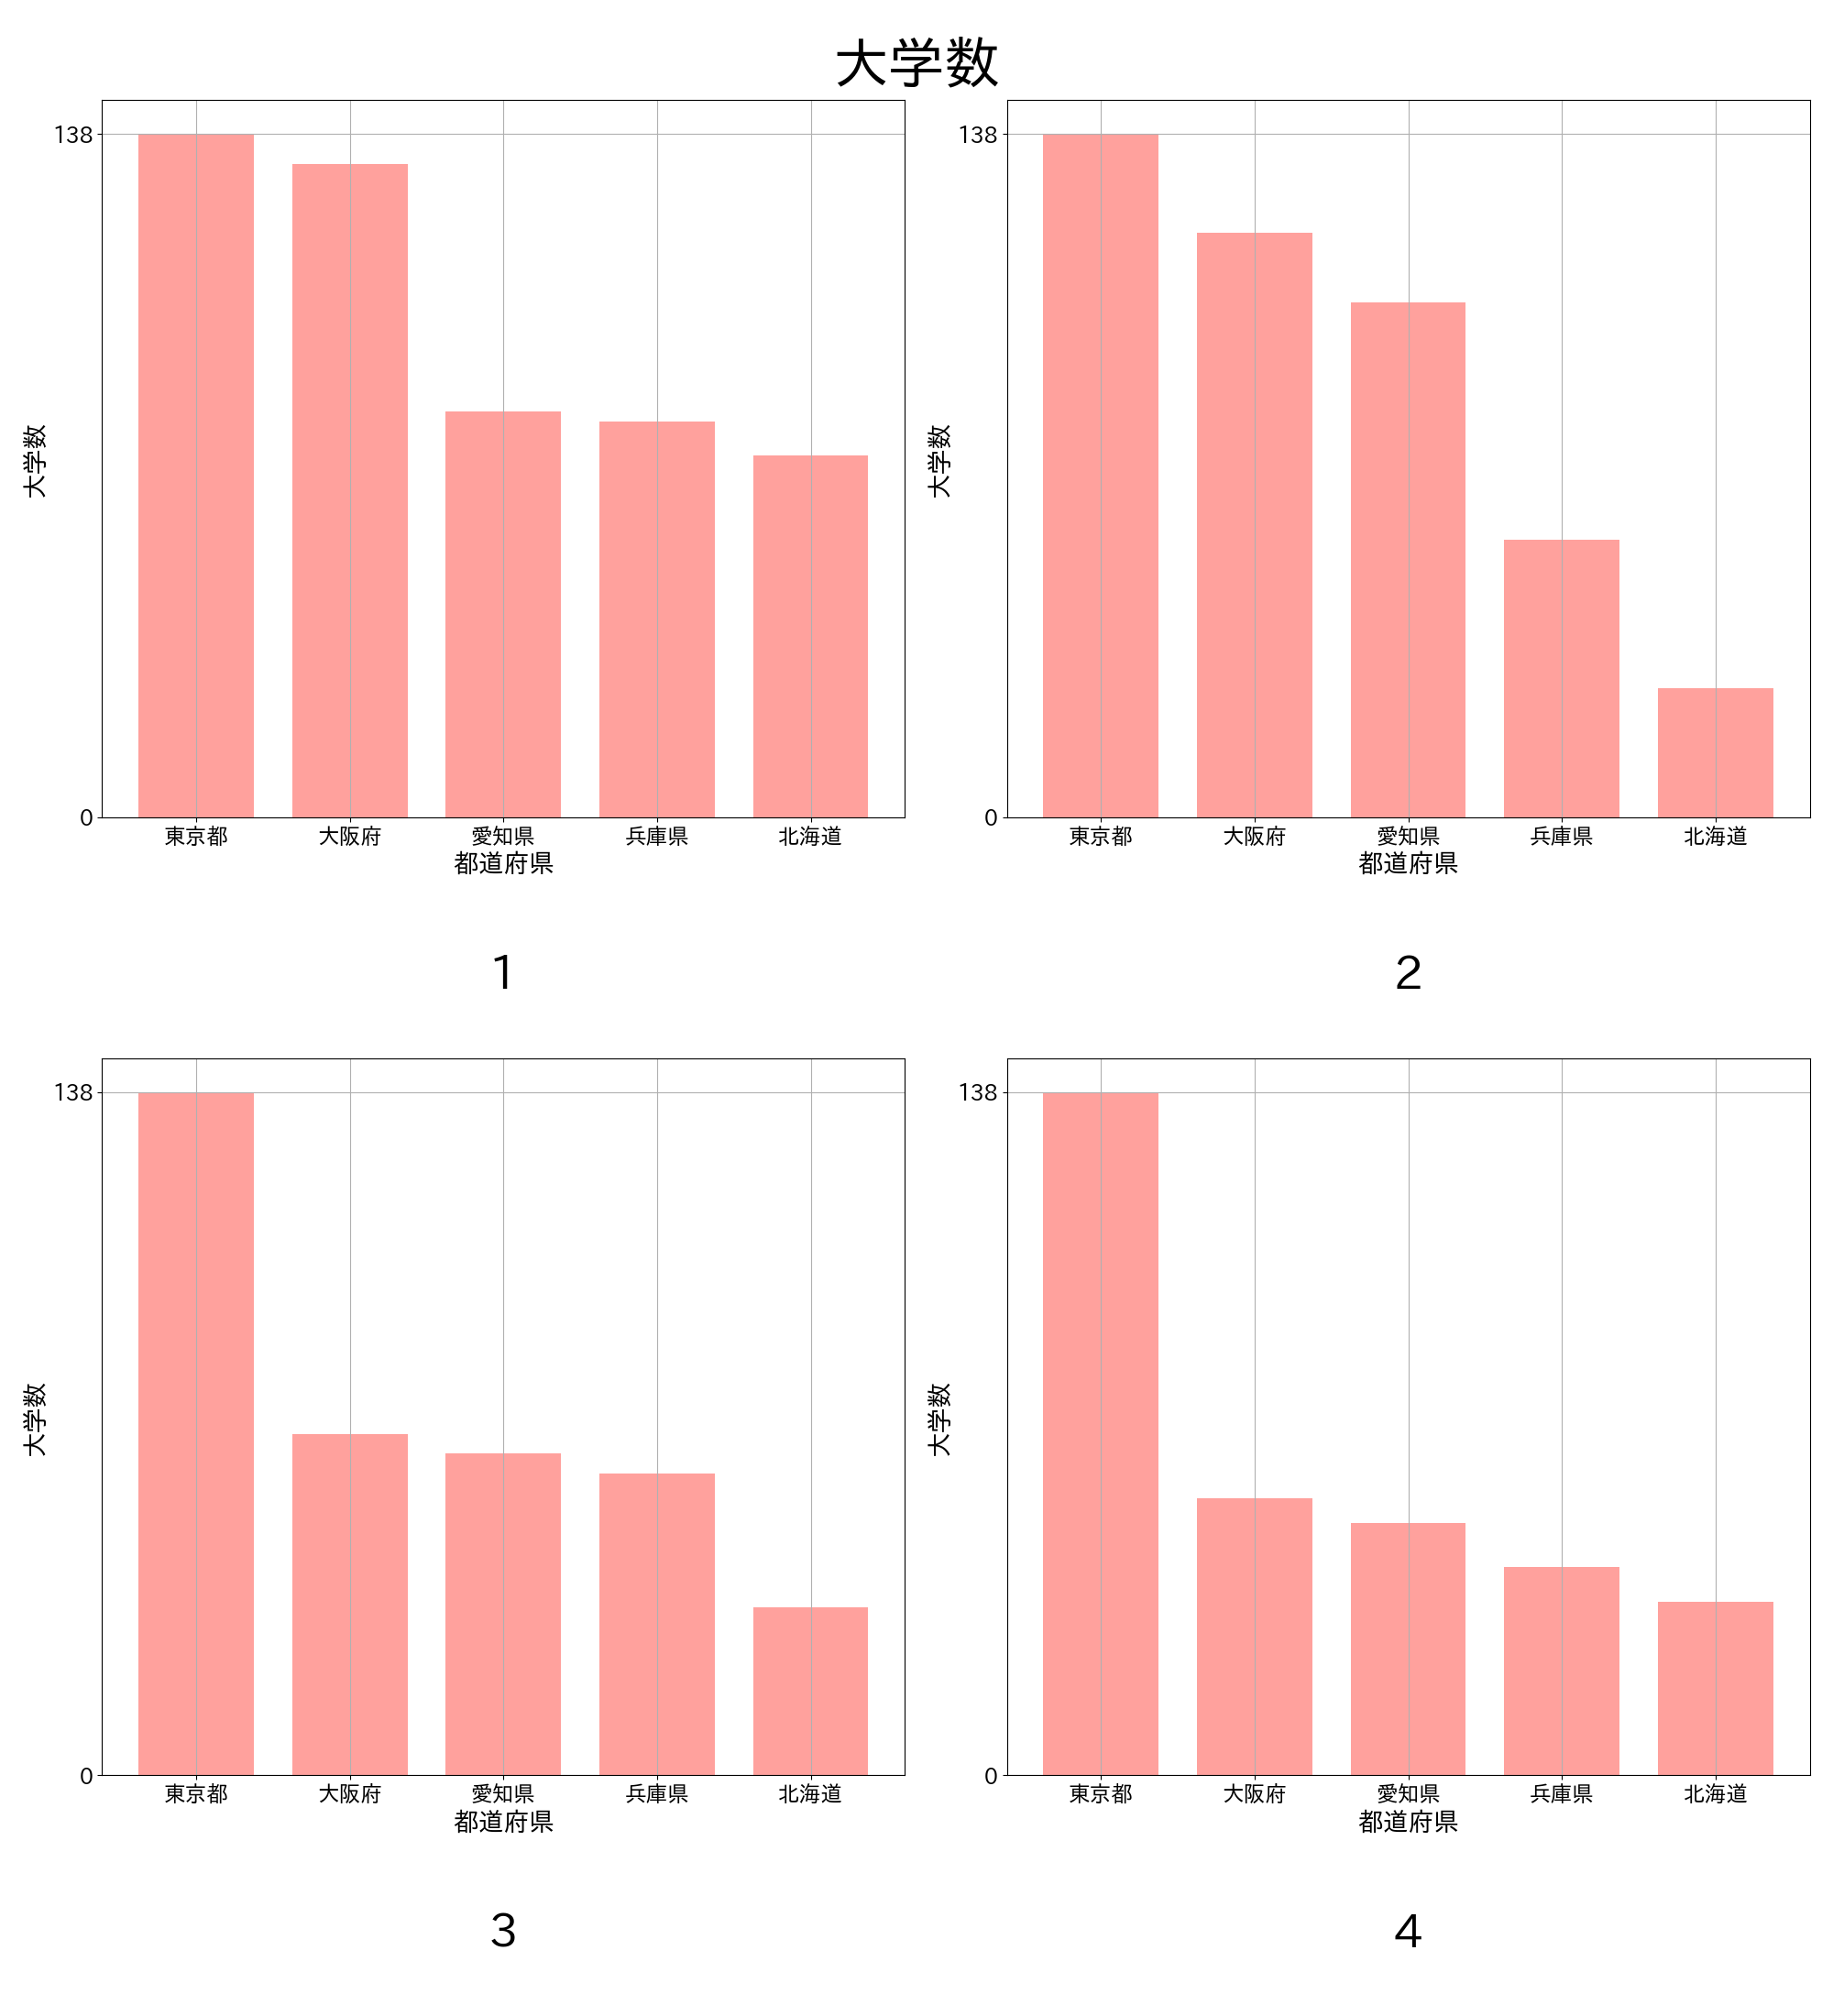 大学数
138
0
大学数
東京都 大阪府 愛知県 兵庫県 北海道
都道府県
1
138
0
大学数
東京都 大阪府 愛知県 兵庫県 北海道
都道府県
2
138
0
大学数
東京都 大阪府 愛知県 兵庫県 北海道
都道府県
3
138
0
大学数
東京都 大阪府 愛知県 兵庫県 北海道
都道府県
4